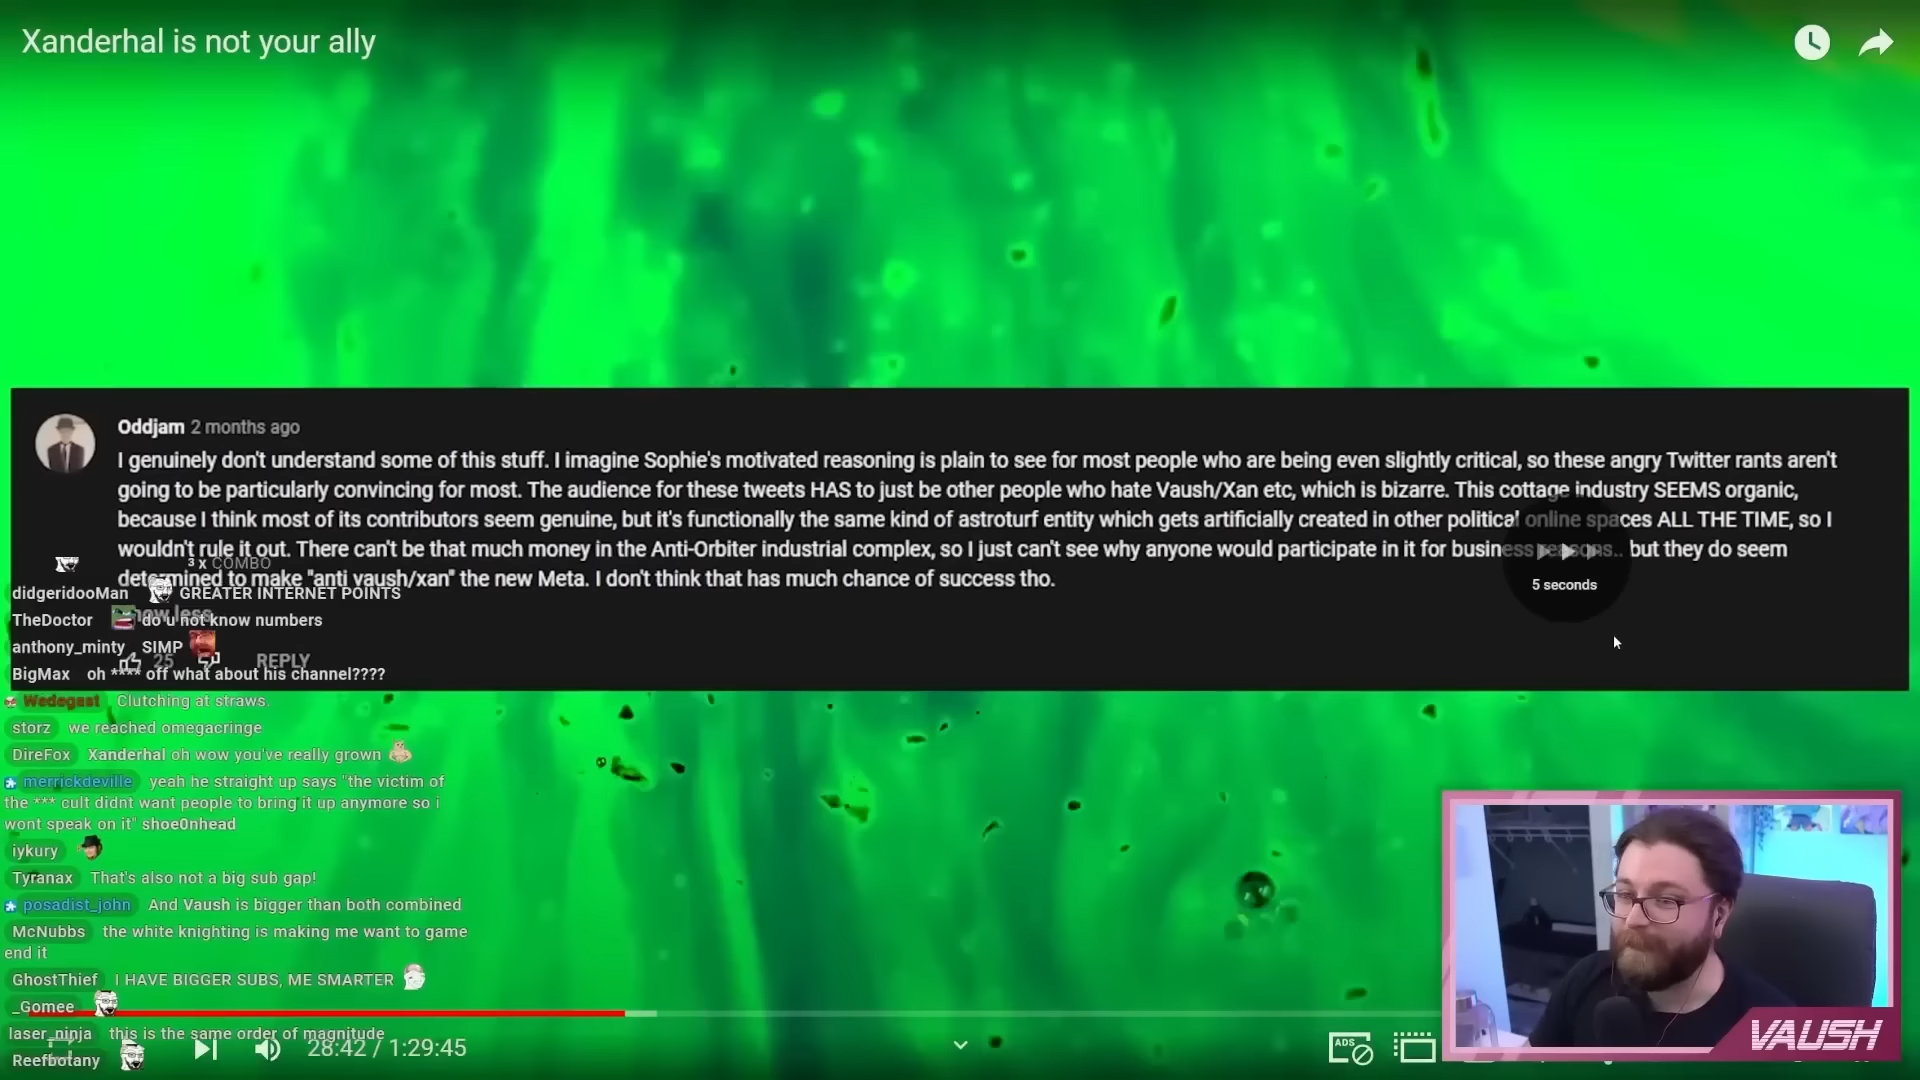 Xanderhal is not your ally
Oddjam 2 months ago
I genuinely don't understand some of this stuff. I imagine Sophie's motivated reasoning is plain to see for most people who are being even slightly critical, so these angry Twitter rants aren't
going to be particularly convincing for most. The audience for these tweets HAS to just be other people who hate Vaush/Xan etc, which is bizarre. This cottage industry SEEMS organic,
because I think most of its contributors seem genuine, but it's functionally the same kind of astroturf entity which gets artificially created in other political online spaces ALL THE TIME, so I
wouldn't rule it out. There can't be that much money in the Anti-Orbiter industrial complex, so I just can't see why anyone would participate in it for business reasons.. but they do seem
determined to make "anti vaush/xan" the new Meta. I don't think that has much chance of success tho.
5 seconds
Show less
25 REPLY
3 x COMBO
didgeridooMan GREATER INTERNET POINTS
TheDoctor do u not know numbers
anthony_minty SIMP
BigMax oh **** off what about his channel????
Wedegast Clutching at straws.
storz we reached omegacringe
DireFox Xanderhal oh wow you've really grown
merrickdeville yeah he straight up says "the victim of
the *** cult didnt want people to bring it up anymore so i
wont speak on it" shoe0nhead
iykury
Tyranax That's also not a big sub gap!
posadist_john And Vaush is bigger than both combined
McNubbs the white knighting is making me want to game
end it
GhostThief I HAVE BIGGER SUBS, ME SMARTER
_Gomee
laser_ninja this is the same order of magnitude
Reefbotany
28:42 / 1:29:45
ADS
VAUSH